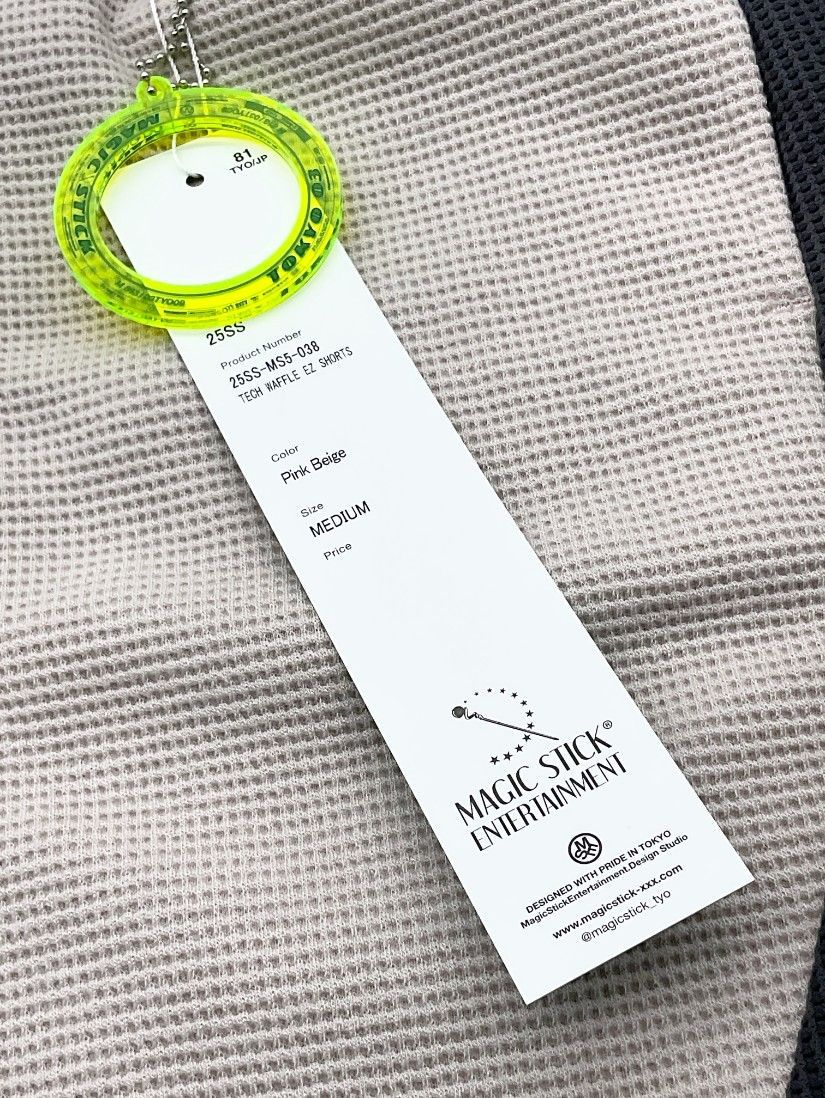 MAGIC STICK
TOKYO 03
81
TYO/JP
25SS
Product Number
25SS-MS5-038
TECH WAFFLE EZ SHORTS
Color
Pink Beige
Size
MEDIUM
Price
MAGIC STICK®
ENTERTAINMENT
DESIGNED WITH PRIDE IN TOKYO
MagicStickEntertainment.Design Studio
www.magicstick-xxx.com
@magicstick_tyo